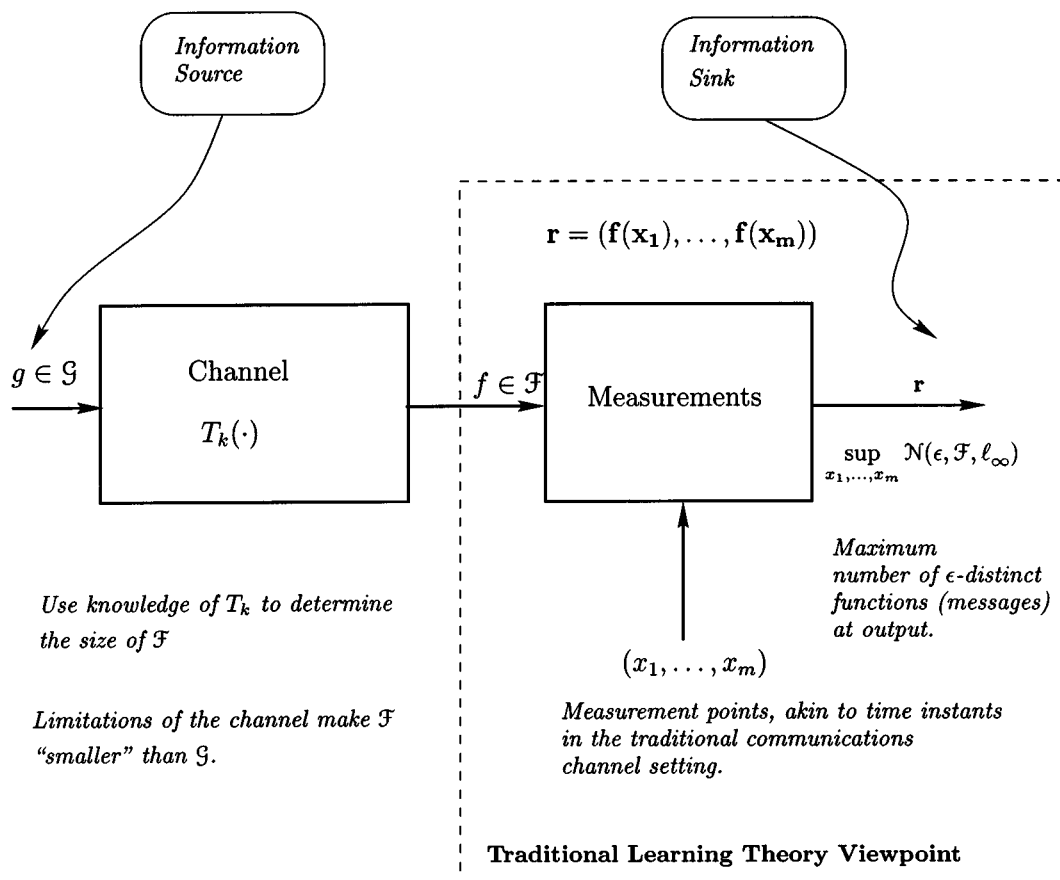 Information
Source
Information
Sink
r = (f(x₁), . . . , f(xₘ))
g ∈ 𝒢
Channel
Tₖ(·)
f ∈ ℱ
Measurements
r
sup 𝒩(ϵ, ℱ, ℓ∞)
x₁,...,xₘ
Maximum
number of ϵ-distinct
functions (messages)
at output.
Use knowledge of Tₖ to determine
the size of ℱ
(x₁, . . . , xₘ)
Limitations of the channel make ℱ
“smaller” than 𝒢.
Measurement points, akin to time instants
in the traditional communications
channel setting.
Traditional Learning Theory Viewpoint